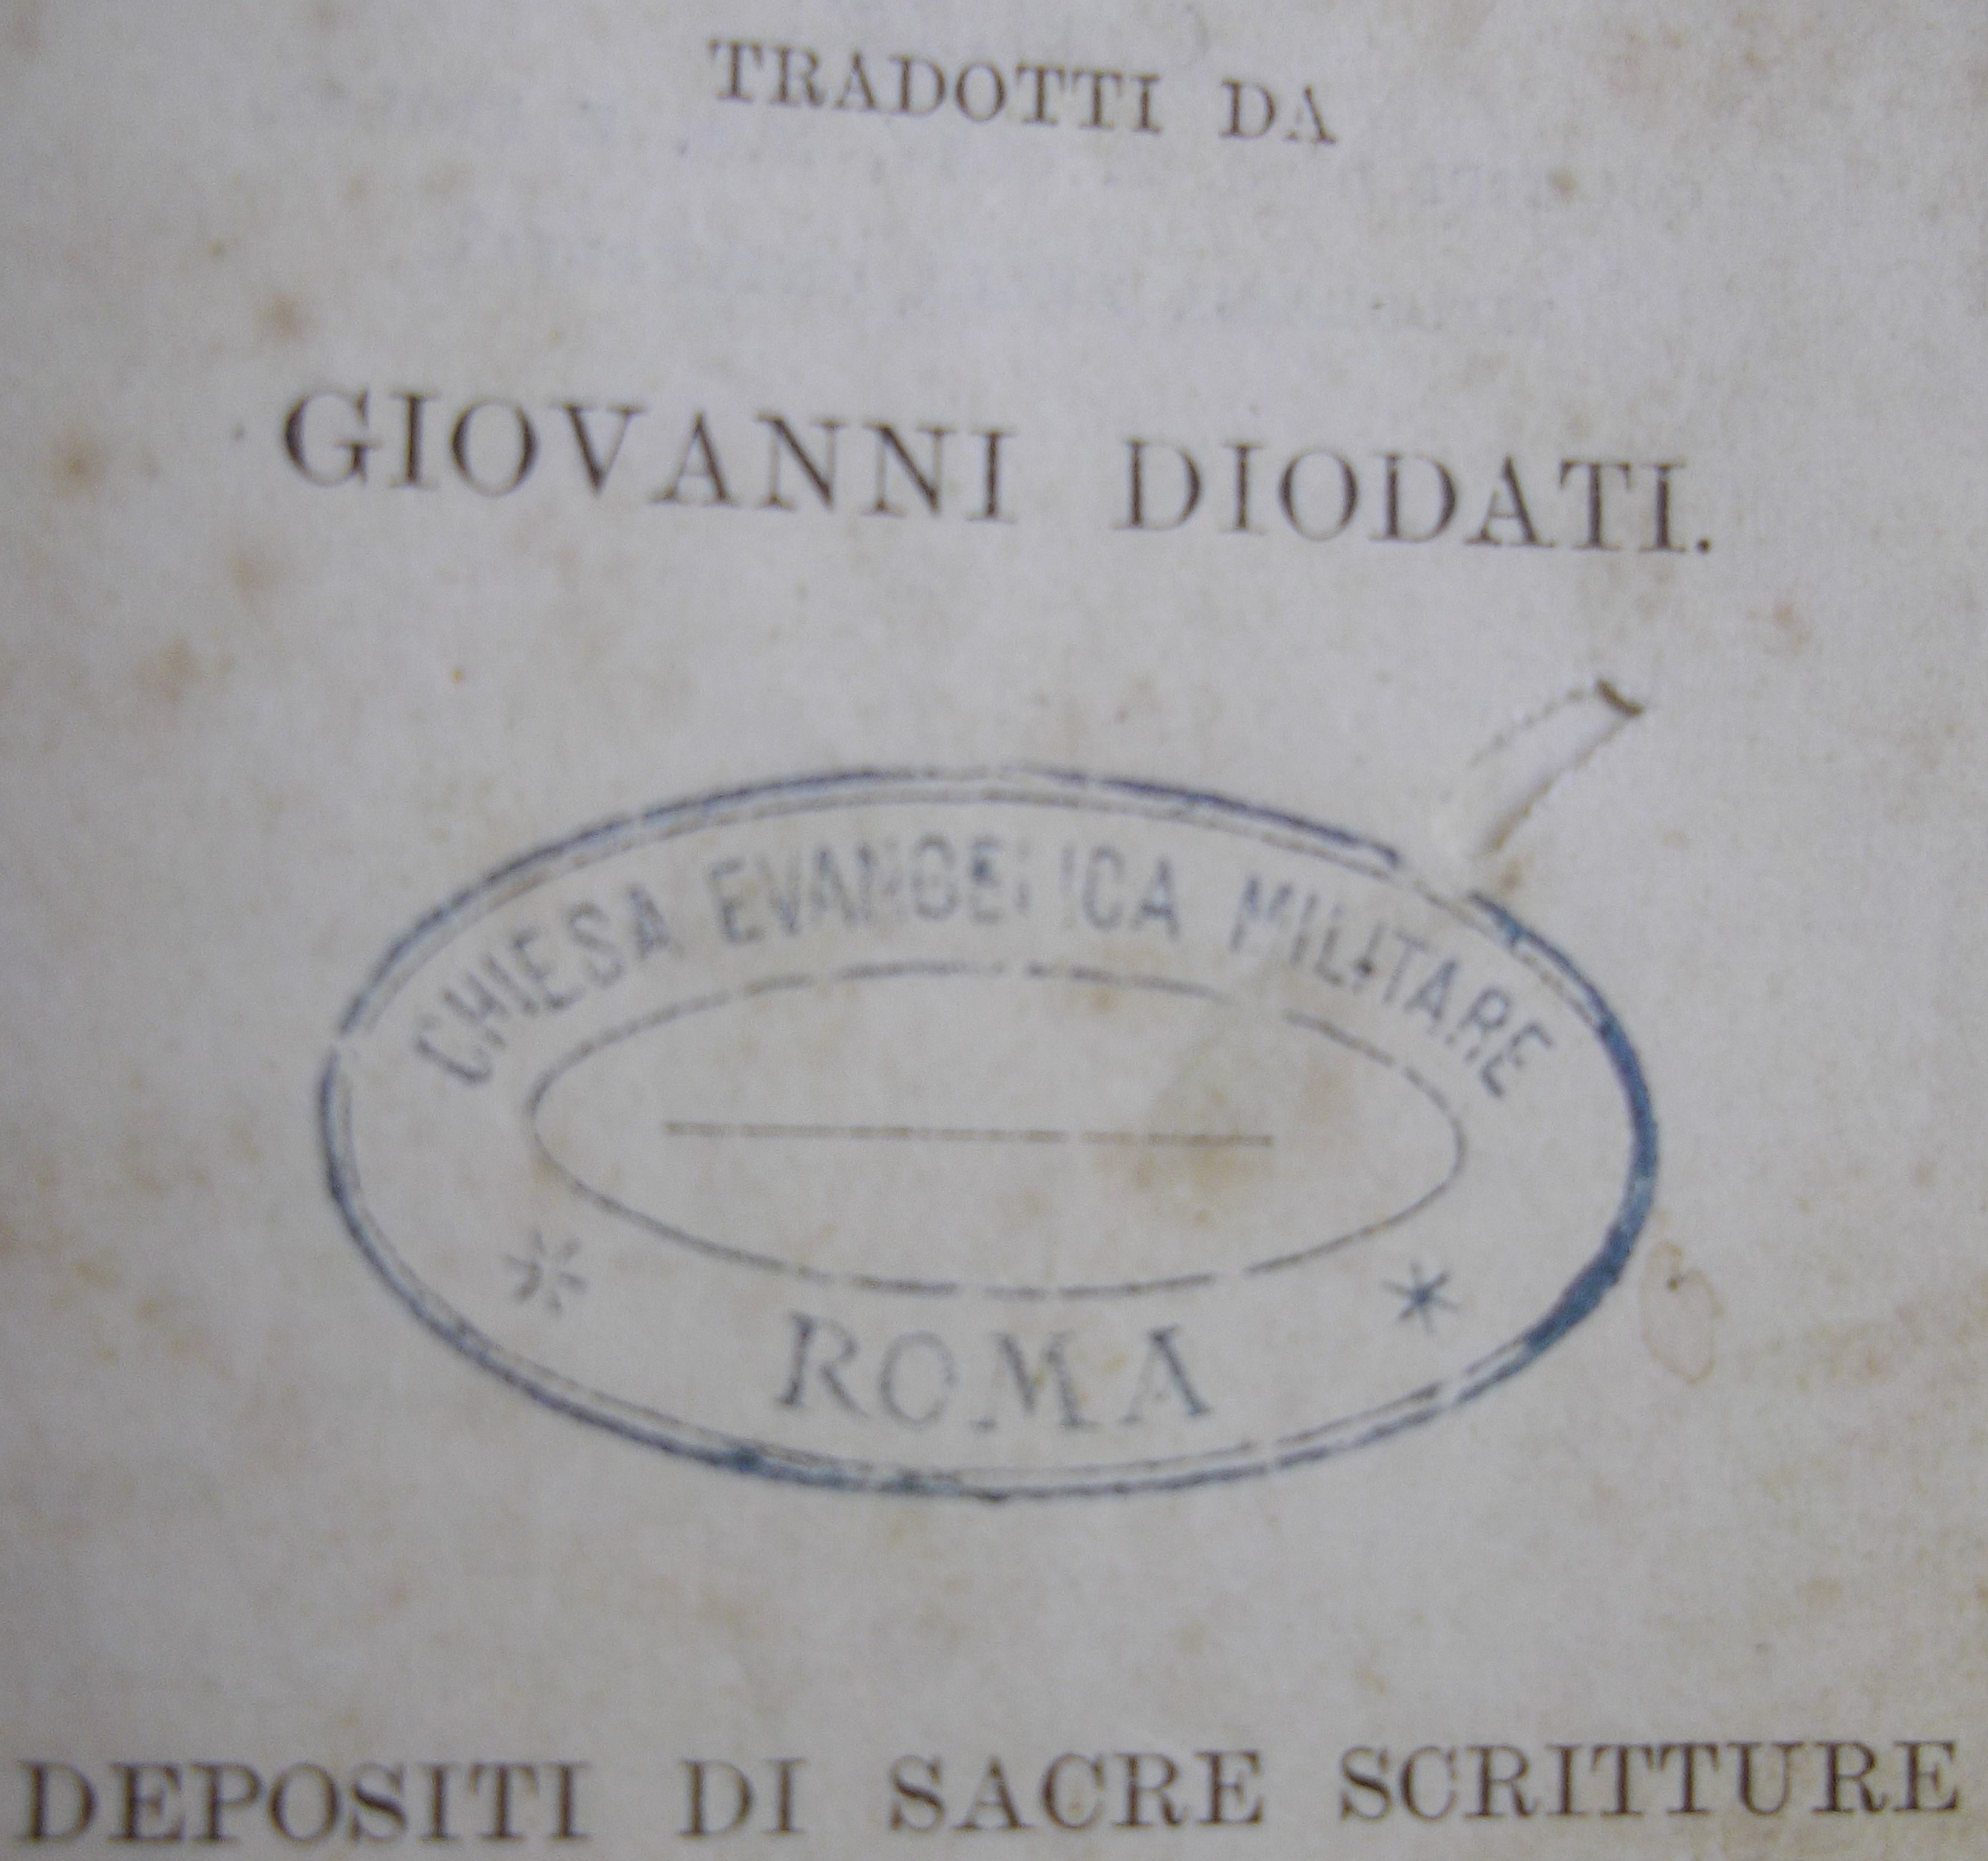 TRADOTTI DA
GIOVANNI DIODATI.
CHIESA EVANGELICA MILITARE
ROMA
DEPOSITI DI SACRE SCRITTURE